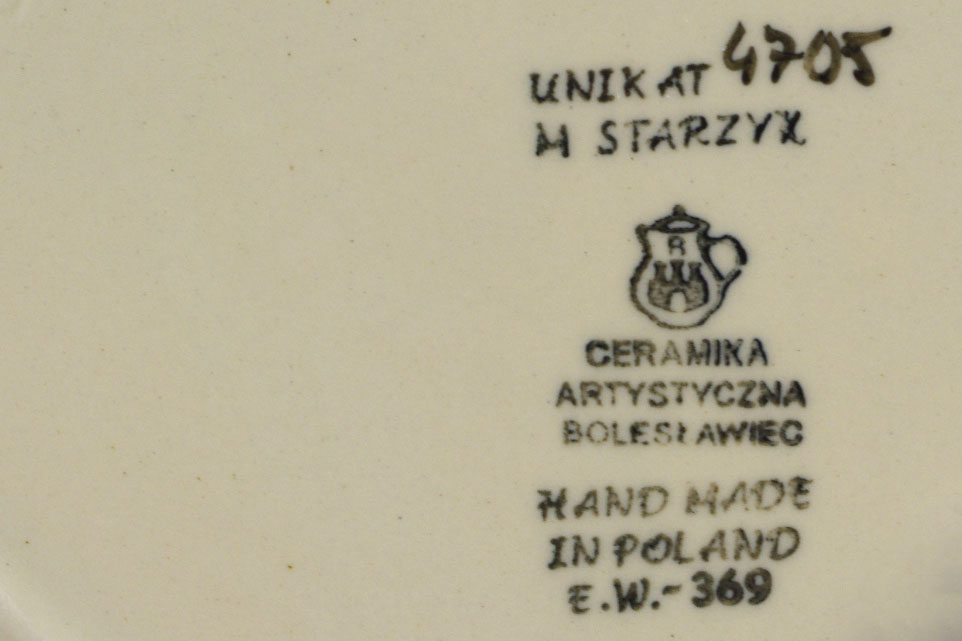 UNIKAT 4705
M STARZYK
R
CERAMIKA
ARTYSTYCZNA
BOLESŁAWIEC
HAND MADE
IN POLAND
E.W.-369